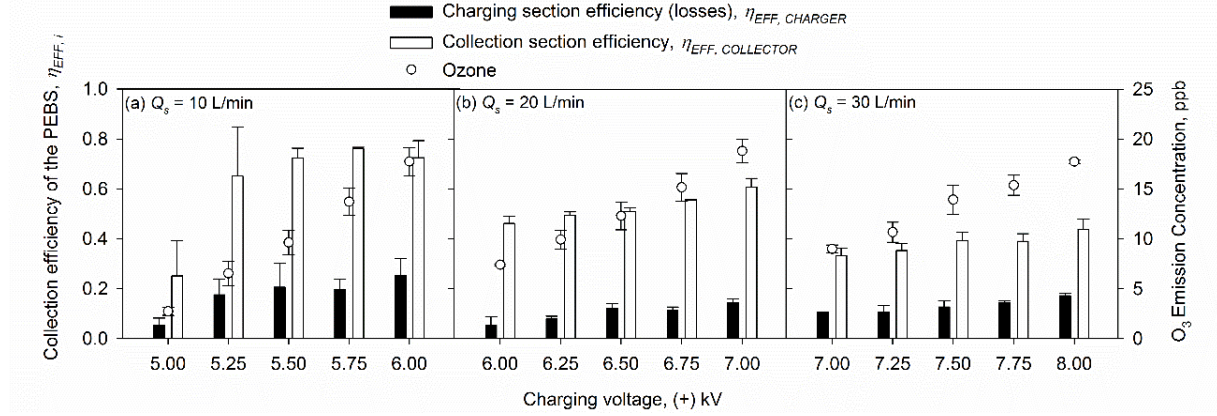 Charging section efficiency (losses), η_EFF, CHARGER
Collection section efficiency, η_EFF, COLLECTOR
Ozone
Collection efficiency of the PEBS, η_EFF, i
1.0
0.8
0.6
0.4
0.2
0.0
(a) Q_s = 10 L/min
(b) Q_s = 20 L/min
(c) Q_s = 30 L/min
25
20
15
10
5
0
O₃ Emission Concentration, ppb
5.00 5.25 5.50 5.75 6.00 6.00 6.25 6.50 6.75 7.00 7.00 7.25 7.50 7.75 8.00
Charging voltage, (+) kV